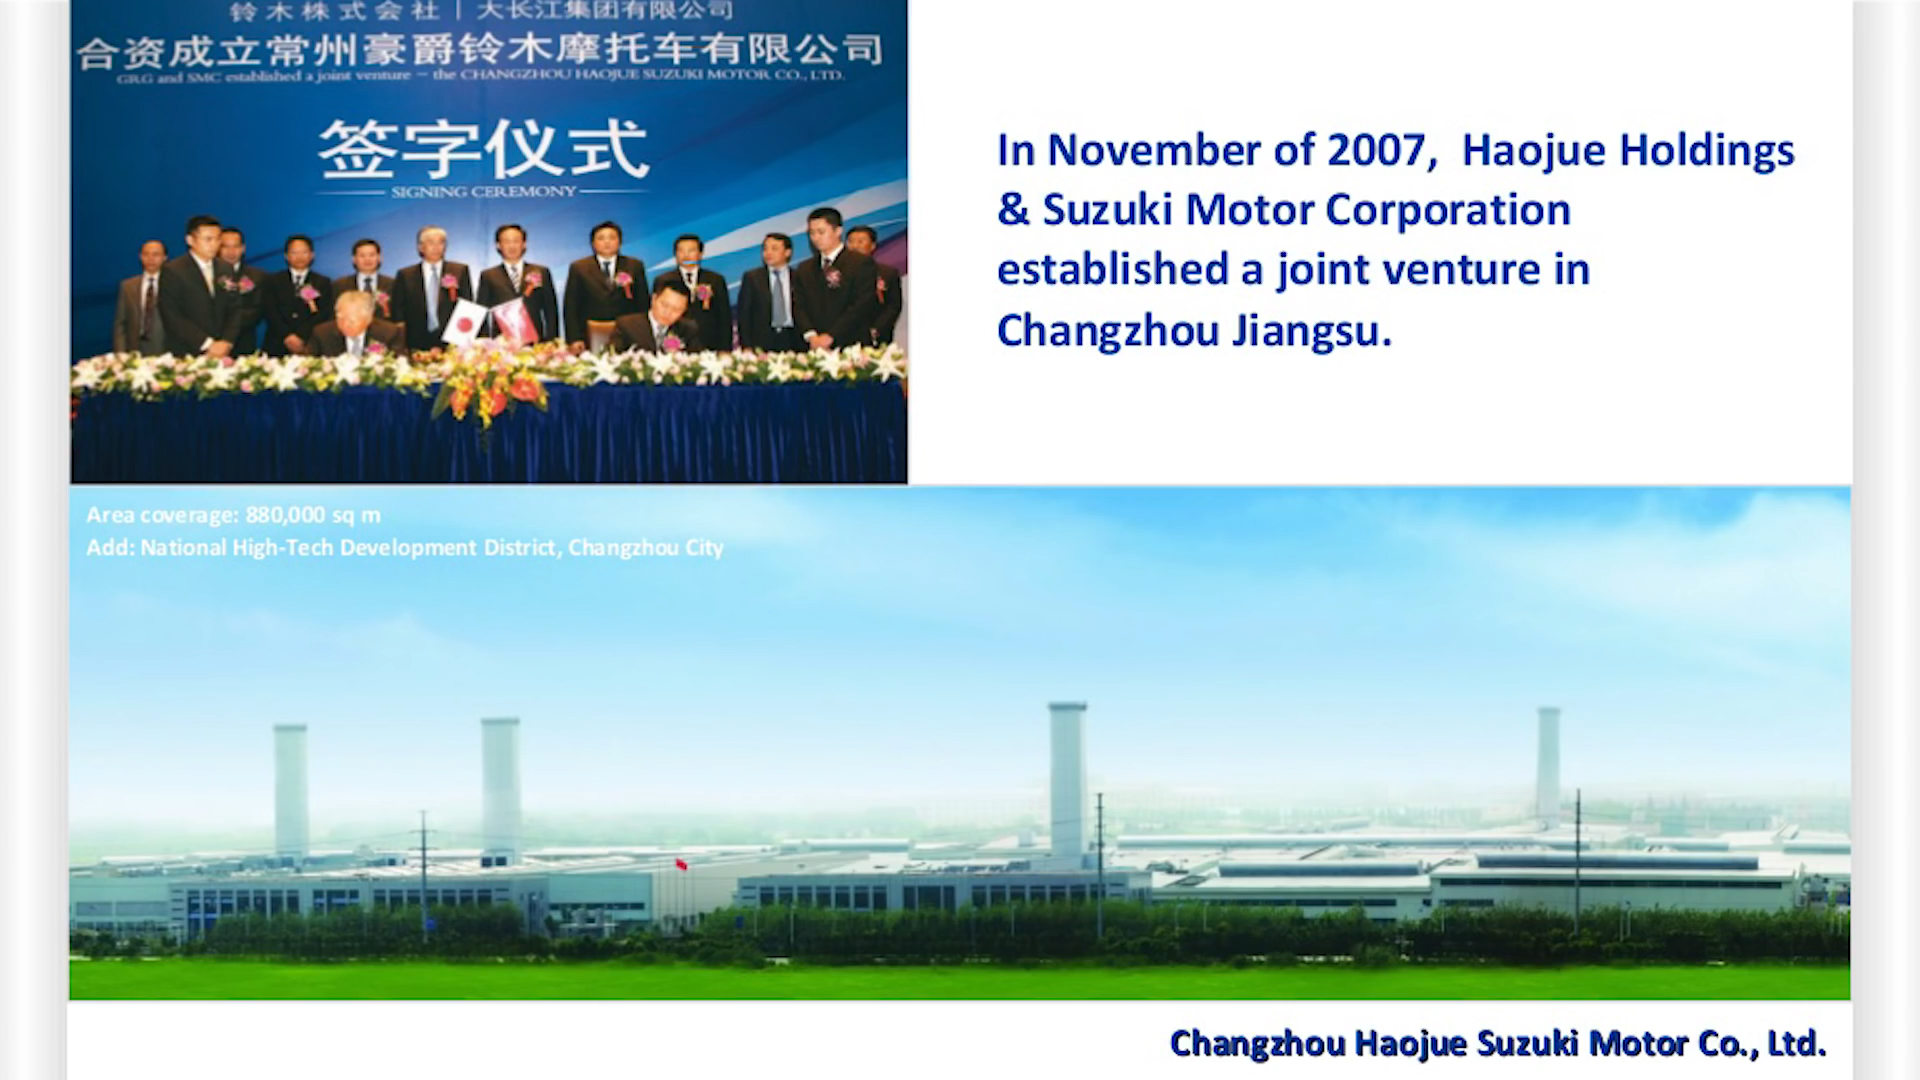 铃木株式会社 | 大长江集团有限公司
合资成立常州豪爵铃木摩托车有限公司
GRG and SMC established a joint venture — the CHANGZHOU HAOJUE SUZUKI MOTOR CO., LTD.
签字仪式
SIGNING CEREMONY
In November of 2007, Haojue Holdings
& Suzuki Motor Corporation
established a joint venture in
Changzhou Jiangsu.
Area coverage: 880,000 sq m
Add: National High-Tech Development District, Changzhou City
Changzhou Haojue Suzuki Motor Co., Ltd.